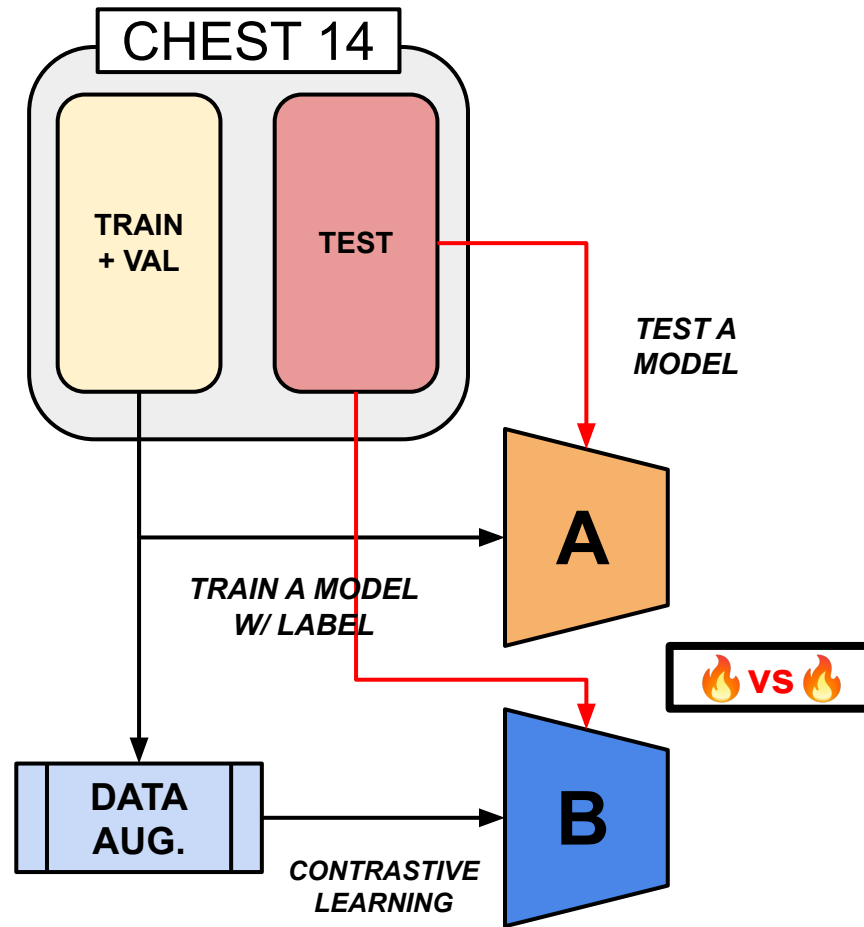 CHEST 14
TRAIN
+ VAL
TEST
TEST A
MODEL
A
TRAIN A MODEL
W/ LABEL
🔥 vs 🔥
DATA
AUG.
B
CONTRASTIVE
LEARNING